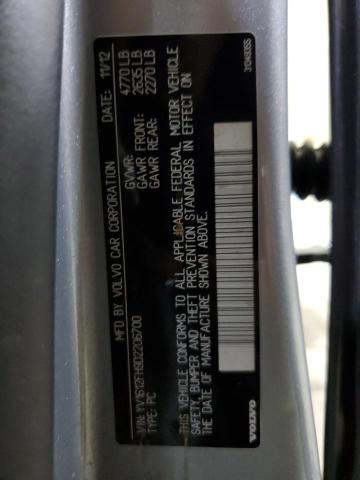 MFD BY VOLVO CAR CORPORATION DATE: 11/12
GVWR: 4770 LB
GAWR FRONT: 2635 LB
GAWR REAR: 2270 LB
VIN: YV1612FH9D2206700
TYPE: PC
THIS VEHICLE CONFORMS TO ALL APPLICABLE FEDERAL MOTOR VEHICLE
SAFETY, BUMPER AND THEFT PREVENTION STANDARDS IN EFFECT ON
THE DATE OF MANUFACTURE SHOWN ABOVE.
VOLVO